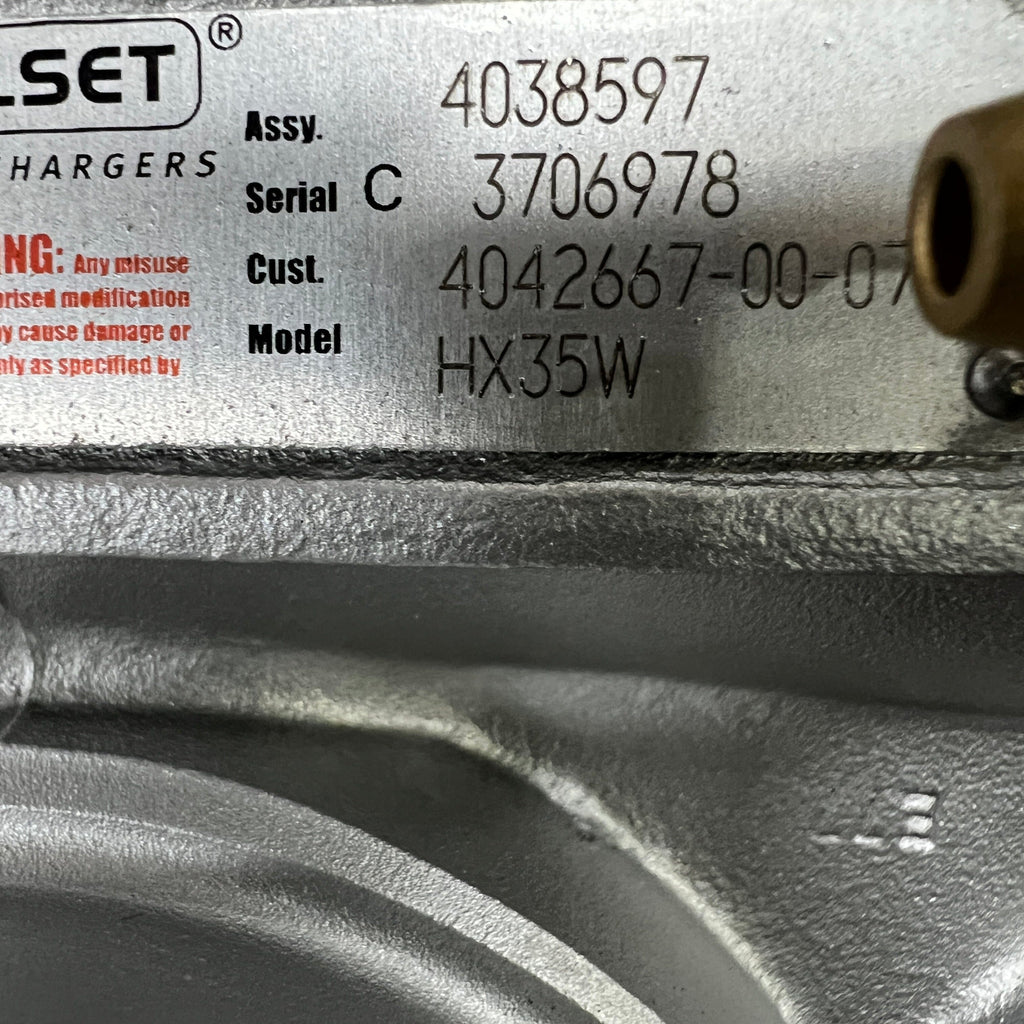 LSET®
HARGERS
Assy. 4038597
Serial C 3706978
Cust. 4042667-00-07
Model HX35W
NG: Any misuse
rised modification
y cause damage or
nly as specified by